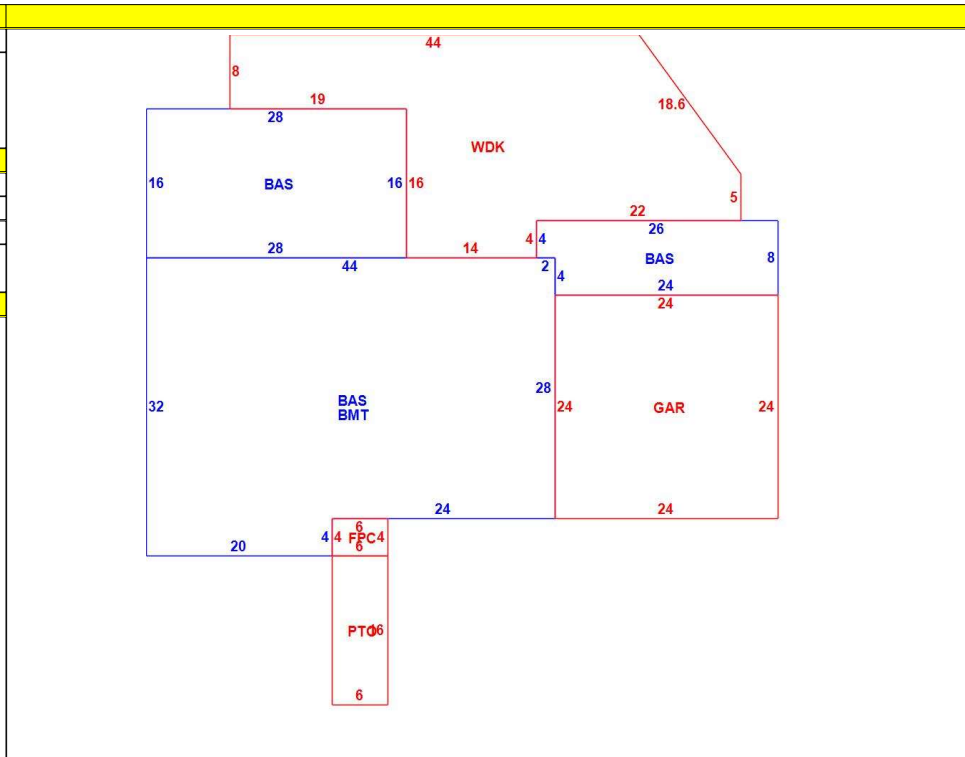 44
8
18.6
19
28
WDK
16 BAS 16 16
5
22
28 14 4 4 26
44 2 4 BAS 8
24
24
28
32 BAS 24 GAR 24
BMT
24 24
6
4 4 FPC 4
20 6
PTO 16
6